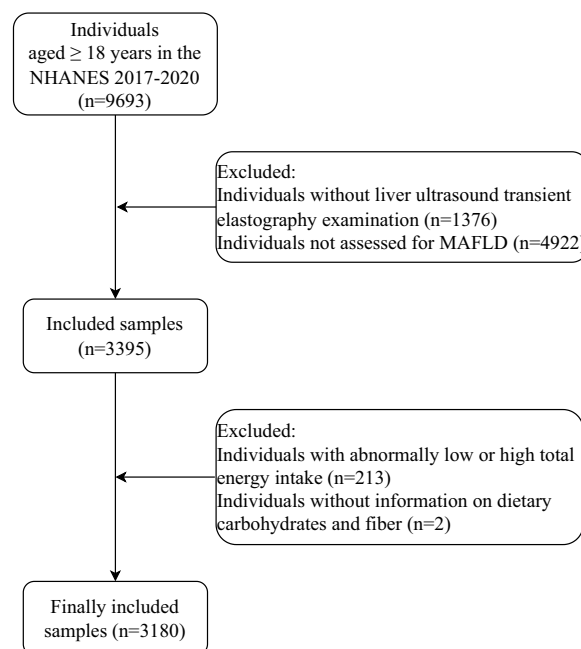 Individuals
aged ≥ 18 years in the
NHANES 2017-2020
(n=9693)
Excluded:
Individuals without liver ultrasound transient
elastography examination (n=1376)
Individuals not assessed for MAFLD (n=4922)
Included samples
(n=3395)
Excluded:
Individuals with abnormally low or high total
energy intake (n=213)
Individuals without information on dietary
carbohydrates and fiber (n=2)
Finally included
samples (n=3180)